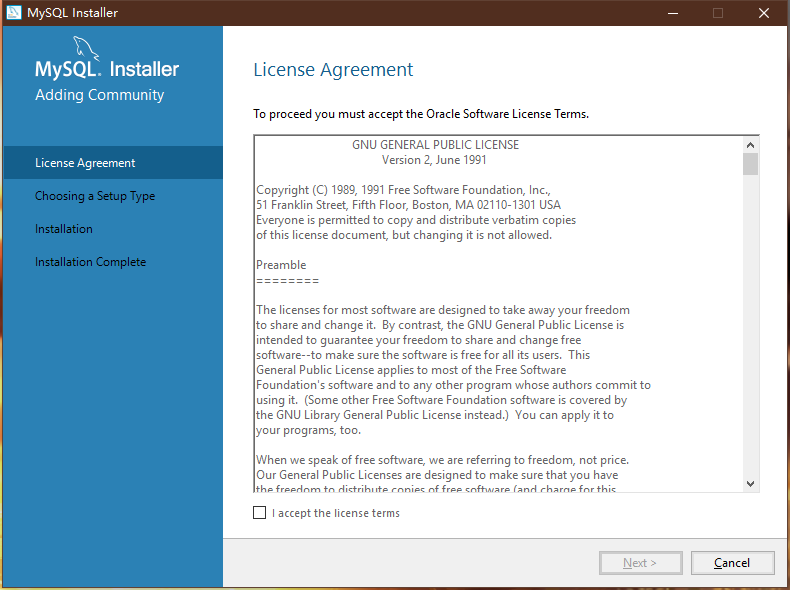 MySQL Installer
MySQL. Installer
Adding Community
License Agreement
Choosing a Setup Type
Installation
Installation Complete
License Agreement
To proceed you must accept the Oracle Software License Terms.
GNU GENERAL PUBLIC LICENSE
Version 2, June 1991
Copyright (C) 1989, 1991 Free Software Foundation, Inc.,
51 Franklin Street, Fifth Floor, Boston, MA 02110-1301 USA
Everyone is permitted to copy and distribute verbatim copies
of this license document, but changing it is not allowed.
Preamble
========
The licenses for most software are designed to take away your freedom
to share and change it.  By contrast, the GNU General Public License is
intended to guarantee your freedom to share and change free
software--to make sure the software is free for all its users.  This
General Public License applies to most of the Free Software
Foundation's software and to any other program whose authors commit to
using it.  (Some other Free Software Foundation software is covered by
the GNU Library General Public License instead.)  You can apply it to
your programs, too.
When we speak of free software, we are referring to freedom, not price.
Our General Public Licenses are designed to make sure that you have
the freedom to distribute copies of free software (and charge for this
I accept the license terms
Next >
Cancel